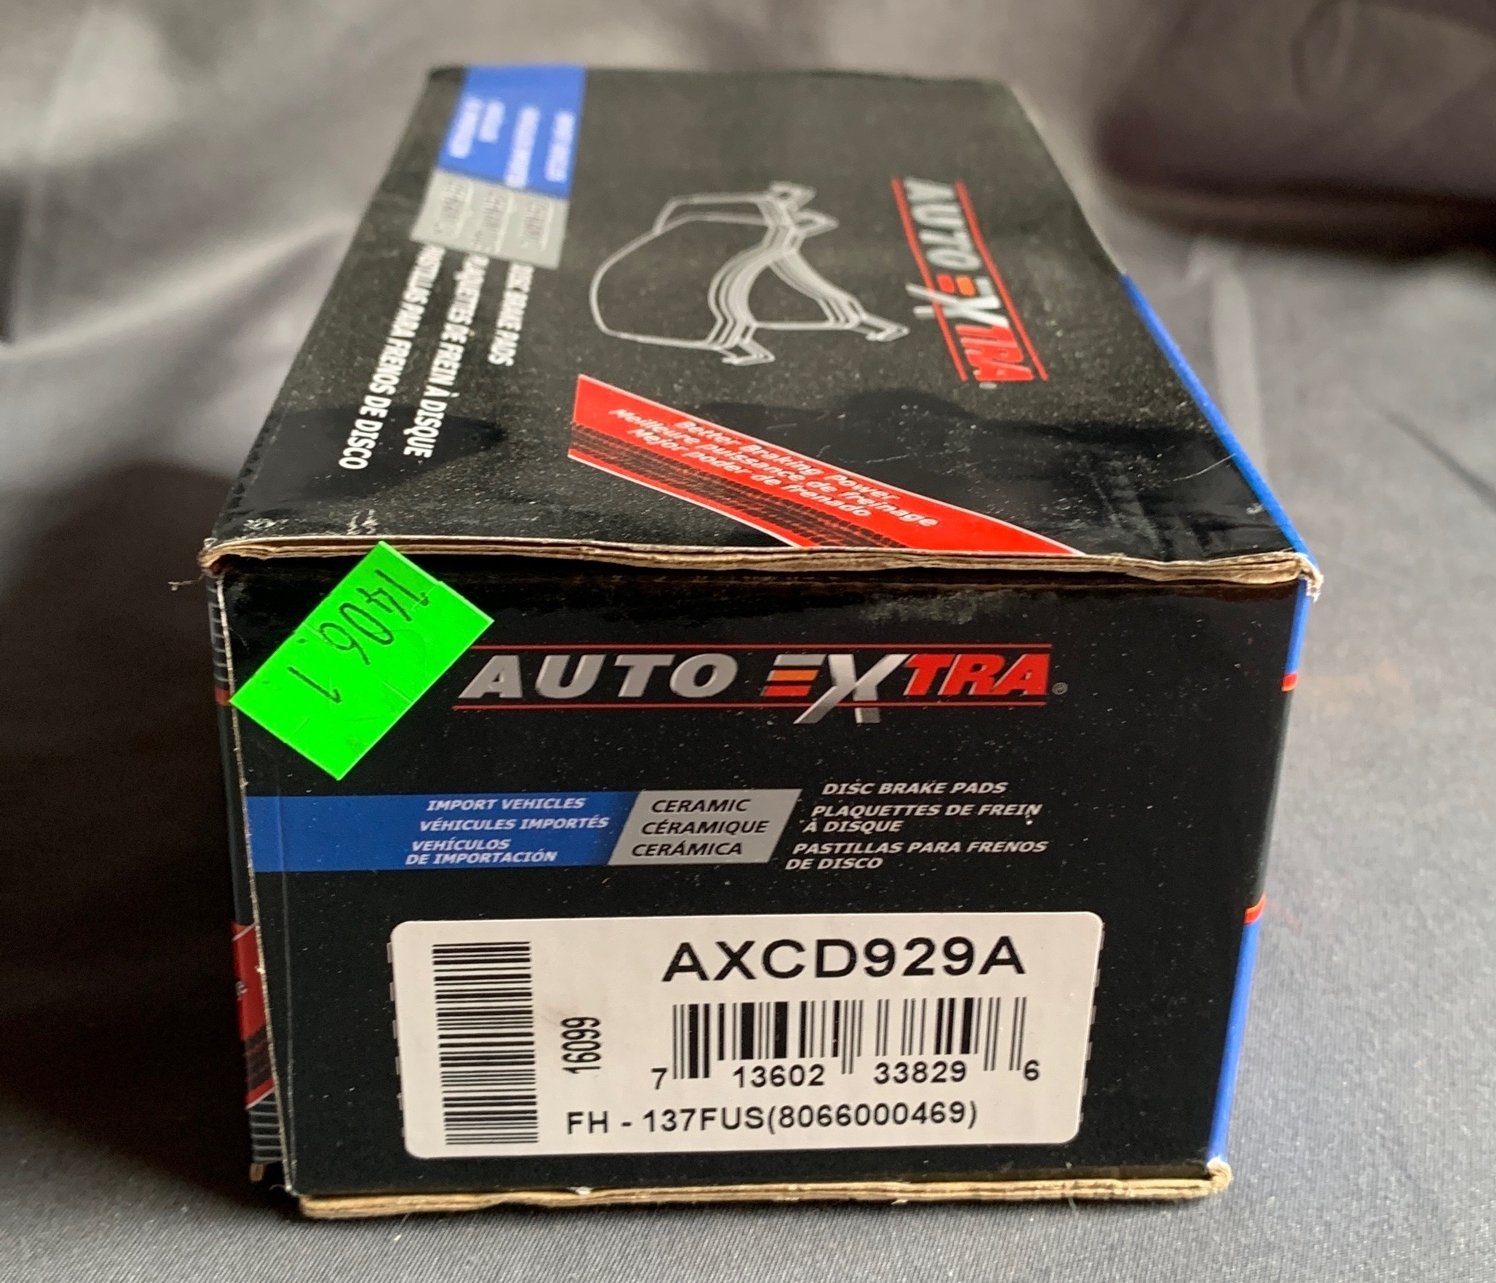 AUTO EXTRA
DISC BRAKE PADS
PLAQUETTES DE FREIN À DISQUE
PASTILLAS PARA FRENOS DE DISCO
Better Braking Power
Meilleure puissance de freinage
Mejor poder de frenado
1406.1
AUTO EXTRA®
IMPORT VEHICLES
VÉHICULES IMPORTÉS
VEHÍCULOS
DE IMPORTACIÓN
CERAMIC
CÉRAMIQUE
CERÁMICA
DISC BRAKE PADS
PLAQUETTES DE FREIN
À DISQUE
PASTILLAS PARA FRENOS
DE DISCO
AXCD929A
16099
7 13602 33829 6
FH - 137FUS(8066000469)